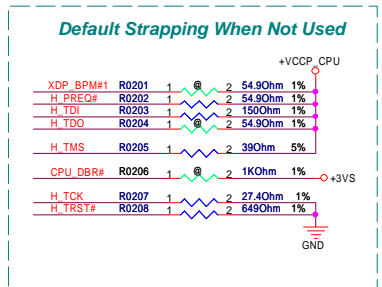 Default Strapping When Not Used
+VCCP_CPU
XDP_BPM#1 R0201 1 @ 2 54.9Ohm 1%
H_PREQ# R0202 1 2 54.9Ohm 1%
H_TDI R0203 1 2 150Ohm 1%
H_TDO R0204 1 @ 2 54.9Ohm 1%
H_TMS R0205 1 2 39Ohm 5%
CPU_DBR# R0206 1 @ 2 1KOhm 1% +3VS
H_TCK R0207 1 2 27.4Ohm 1%
H_TRST# R0208 1 2 649Ohm 1%
GND